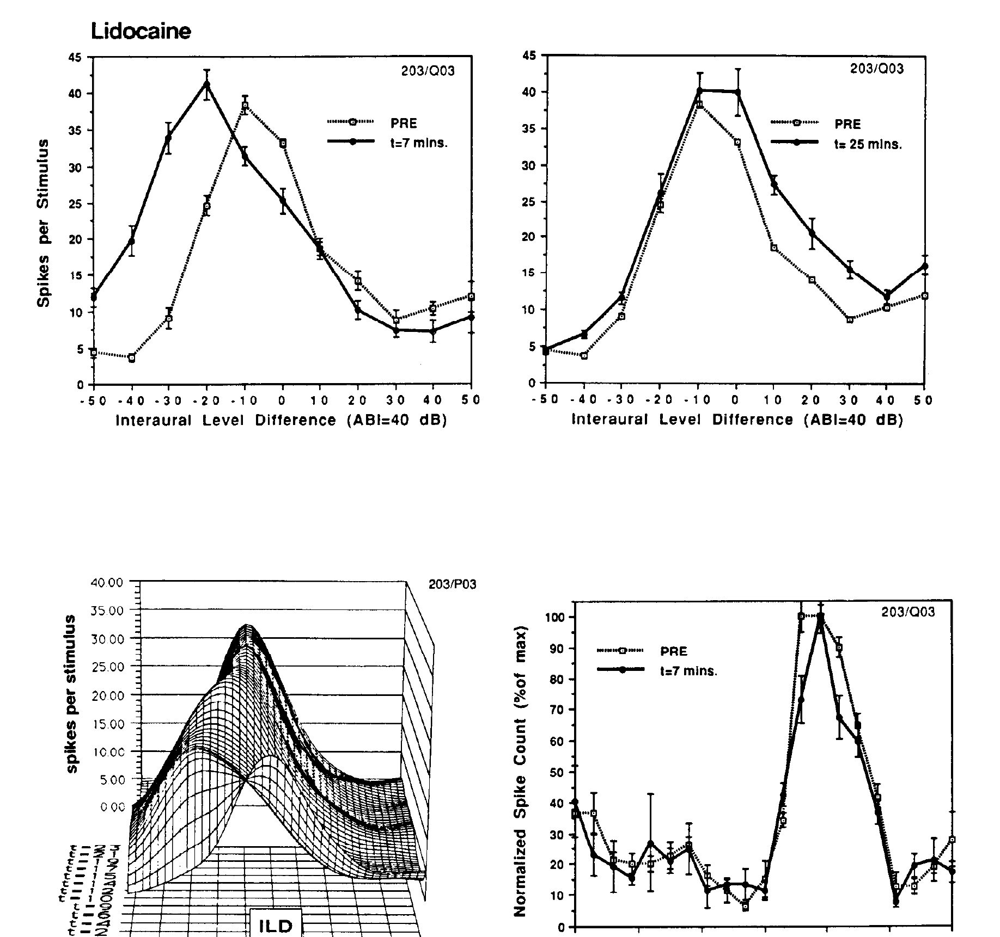 Lidocaine
45
40
35
30
25
20
15
10
5
0
Spikes per Stimulus
203/Q03
PRE
t=7 mins.
-50 -40 -30 -20 -10 0 10 20 30 40 50
Interaural Level Difference (ABI=40 dB)
45
40
35
30
25
20
15
10
5
0
203/Q03
PRE
t= 25 mins.
-50 -40 -30 -20 -10 0 10 20 30 40 50
Interaural Level Difference (ABI=40 dB)
40.00
35.00
30.00
25.00
20.00
15.00
10.00
5.00
0.00
spikes per stimulus
203/P03
ILD
100
90
80
70
60
50
40
30
20
10
0
Normalized Spike Count (%of max)
203/Q03
PRE
t=7 mins.